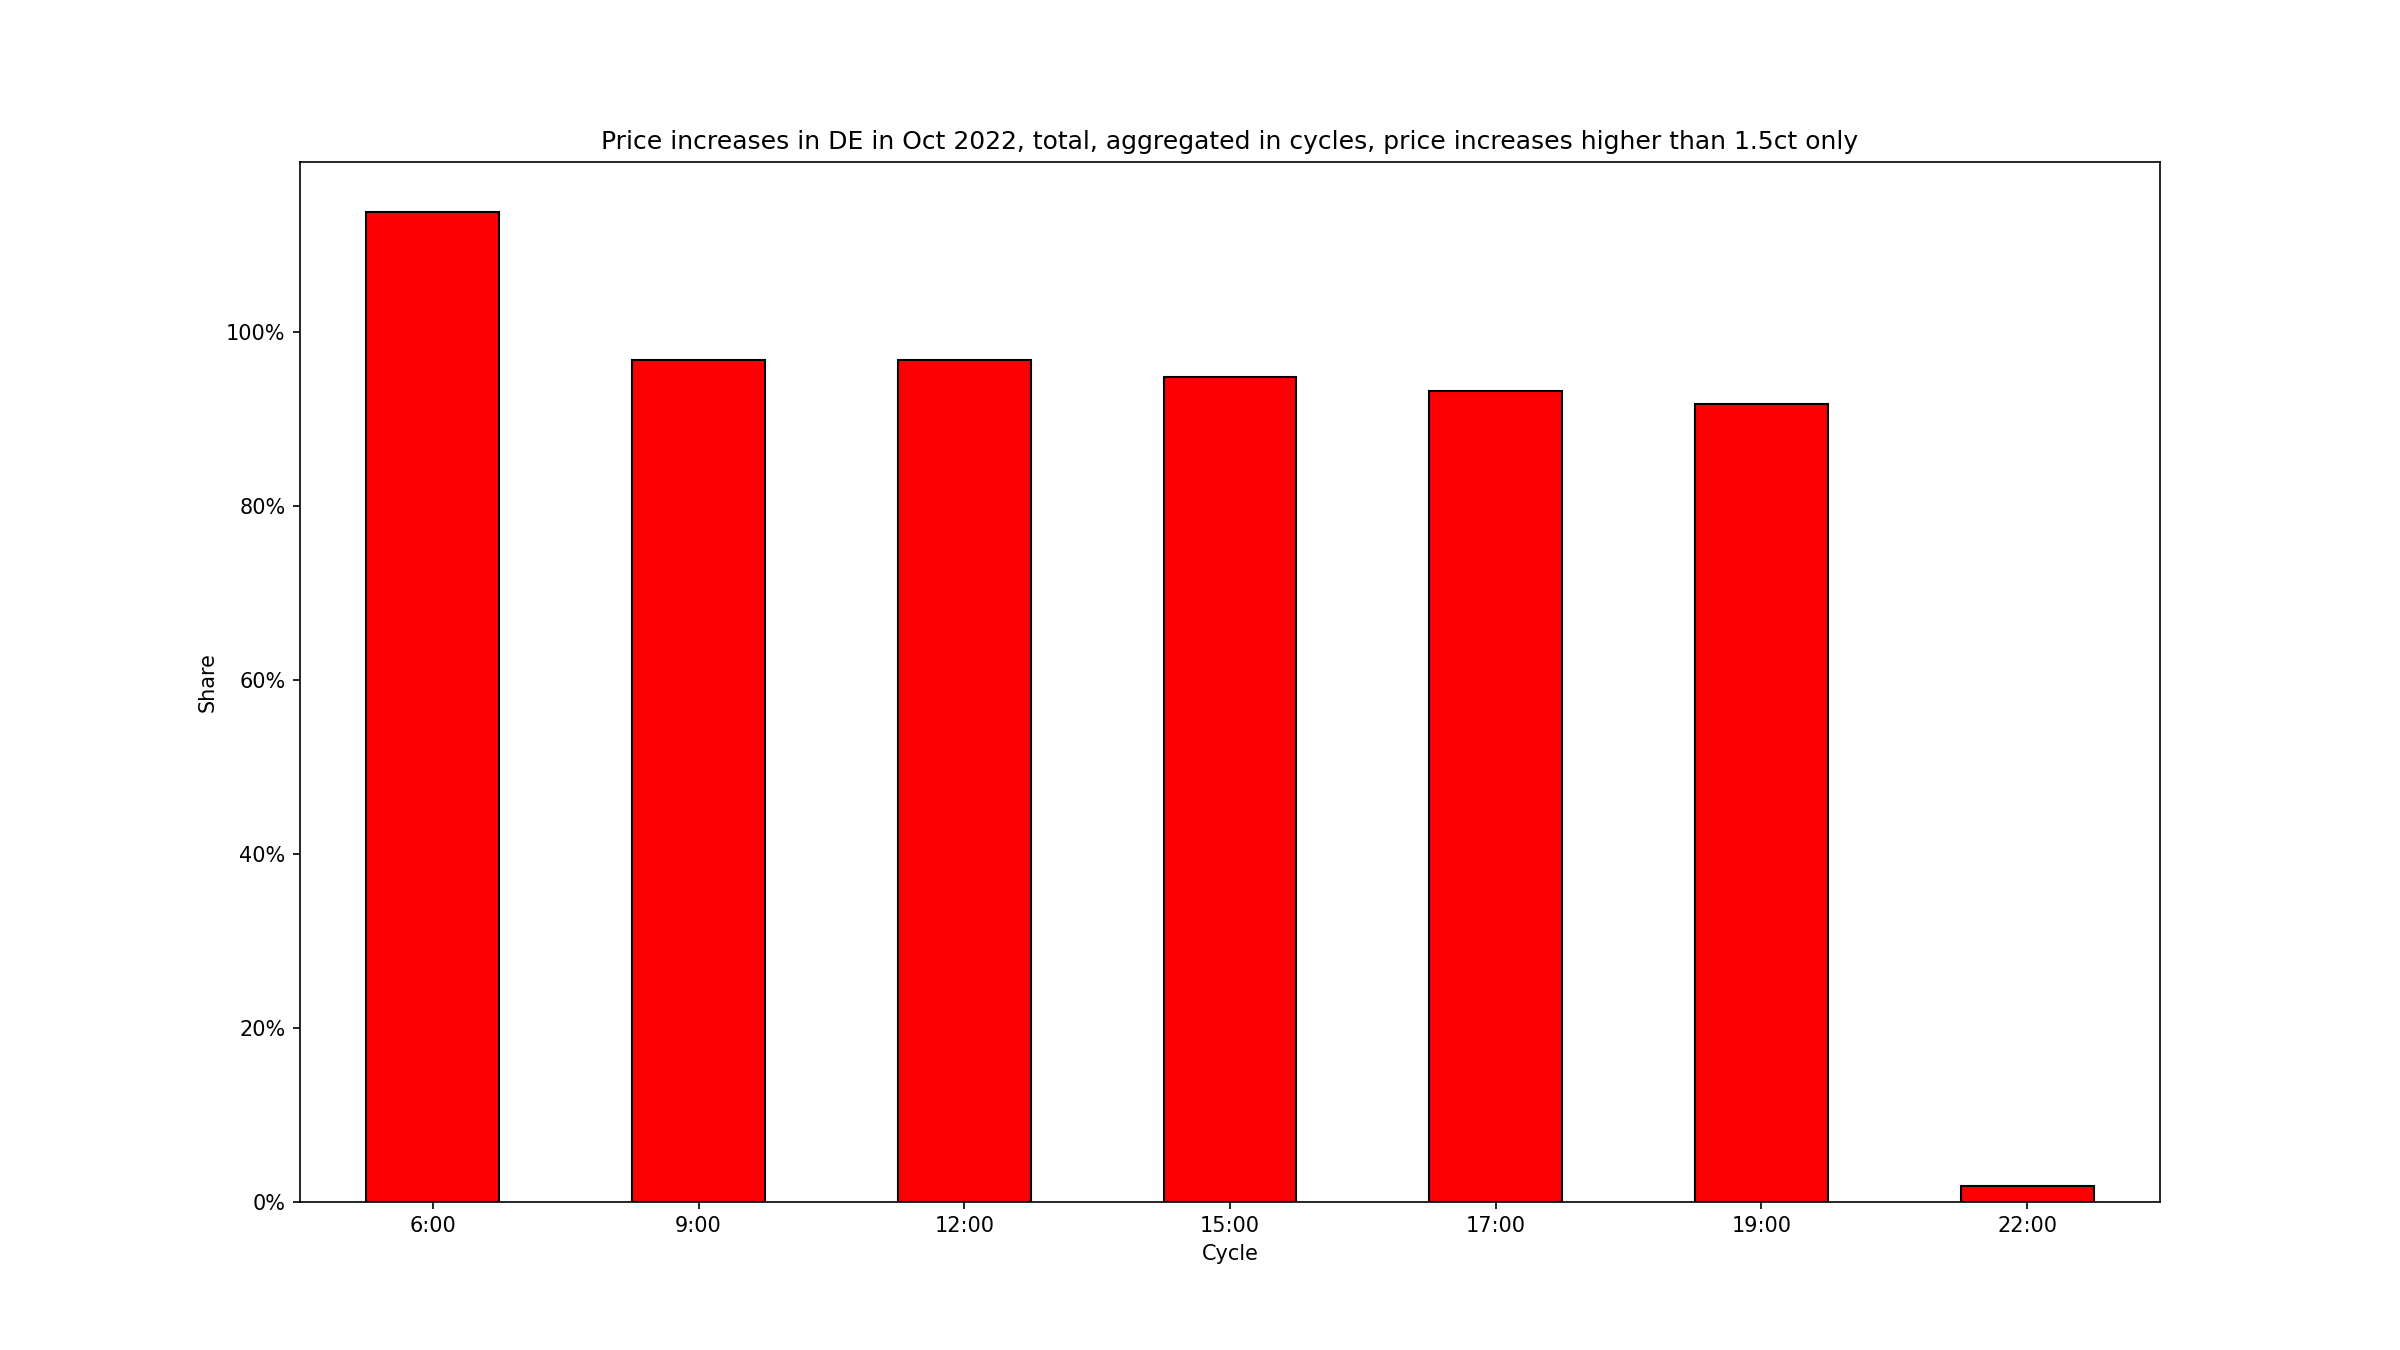 Price increases in DE in Oct 2022, total, aggregated in cycles, price increases higher than 1.5ct only
100%
80%
60%
40%
20%
0%
Share
6:00 9:00 12:00 15:00 17:00 19:00 22:00
Cycle